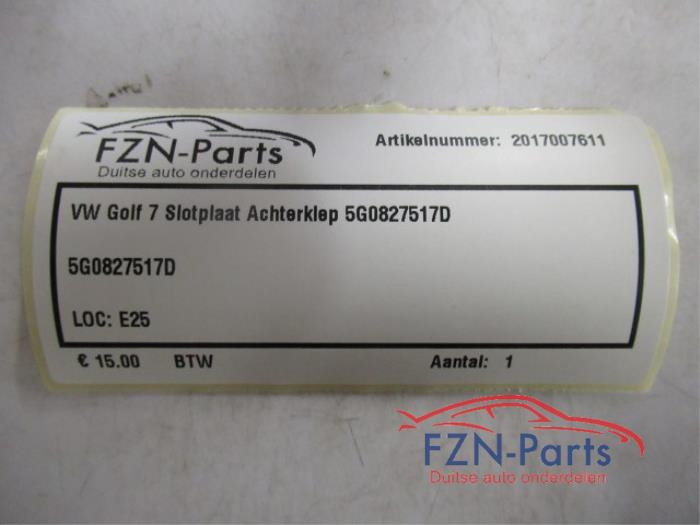 FZN-Parts
Duitse auto onderdelen
Artikelnummer: 2017007611
VW Golf 7 Slotplaat Achterklep 5G0827517D
5G0827517D
LOC: E25
€ 15.00 BTW Aantal: 1
FZN-Parts
Duitse auto onderdelen